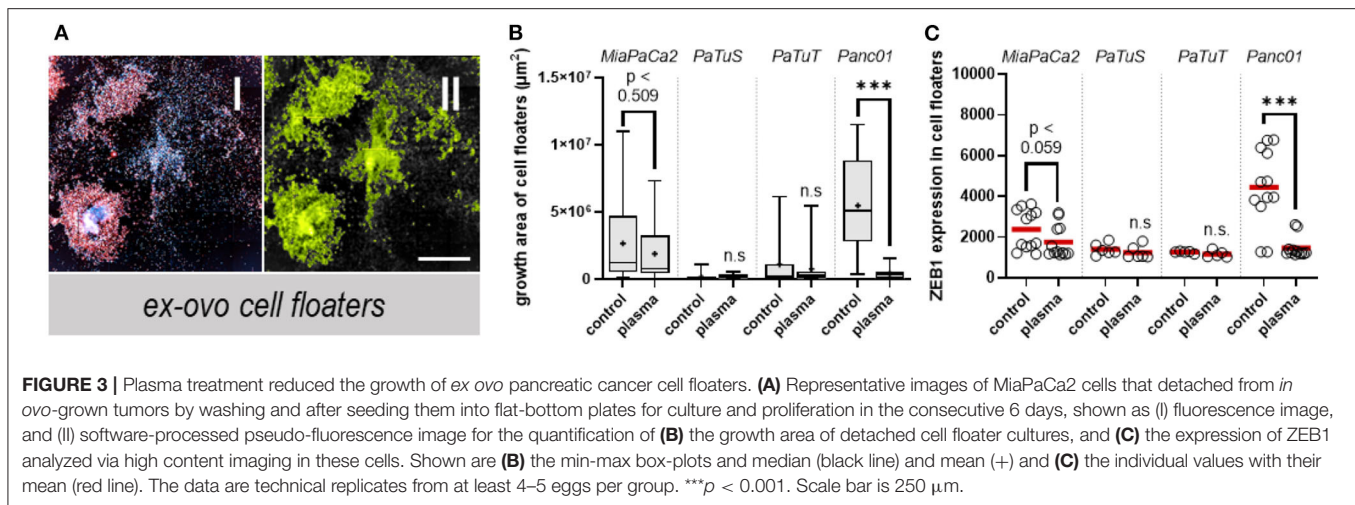 A
I
II
ex-ovo cell floaters
B
MiaPaCa2 PaTuS PaTuT Panc01
growth area of cell floaters (µm²)
1.5×10⁷
1×10⁷
5×10⁶
0
p <
0.509
n.s
n.s
***
control plasma control plasma control plasma control plasma
C
MiaPaCa2 PaTuS PaTuT Panc01
ZEB1 expression in cell floaters
10000
8000
6000
4000
2000
0
p <
0.059
n.s
n.s
***
control plasma control plasma control plasma control plasma
FIGURE 3 | Plasma treatment reduced the growth of ex ovo pancreatic cancer cell floaters. (A) Representative images of MiaPaCa2 cells that detached from in
ovo-grown tumors by washing and after seeding them into flat-bottom plates for culture and proliferation in the consecutive 6 days, shown as (I) fluorescence image,
and (II) software-processed pseudo-fluorescence image for the quantification of (B) the growth area of detached cell floater cultures, and (C) the expression of ZEB1
analyzed via high content imaging in these cells. Shown are (B) the min-max box-plots and median (black line) and mean (+) and (C) the individual values with their
mean (red line). The data are technical replicates from at least 4–5 eggs per group. ***p < 0.001. Scale bar is 250 µm.